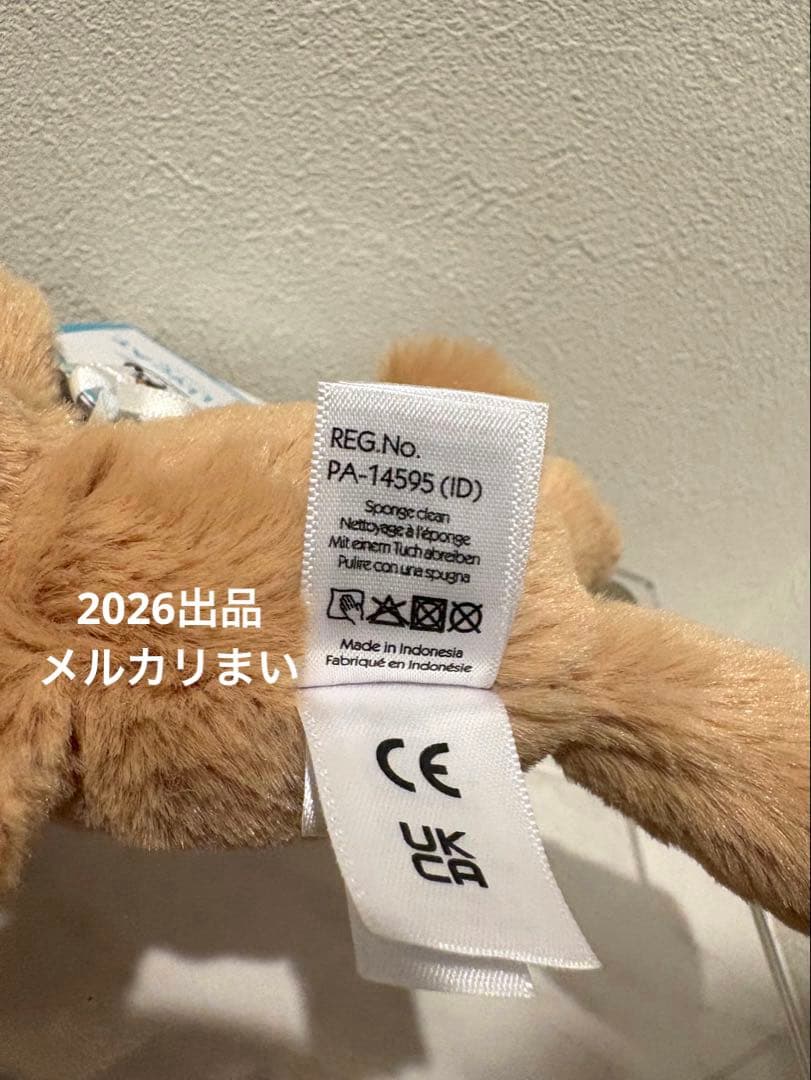 REG.No.
PA-14595 (ID)
Sponge clean
Nettoyage à l'éponge
Mit einem Tuch abreiben
Pulire con una spugna
Made in Indonesia
Fabriqué en Indonésie
2026出品
メルカリまい
CE
UK
CA